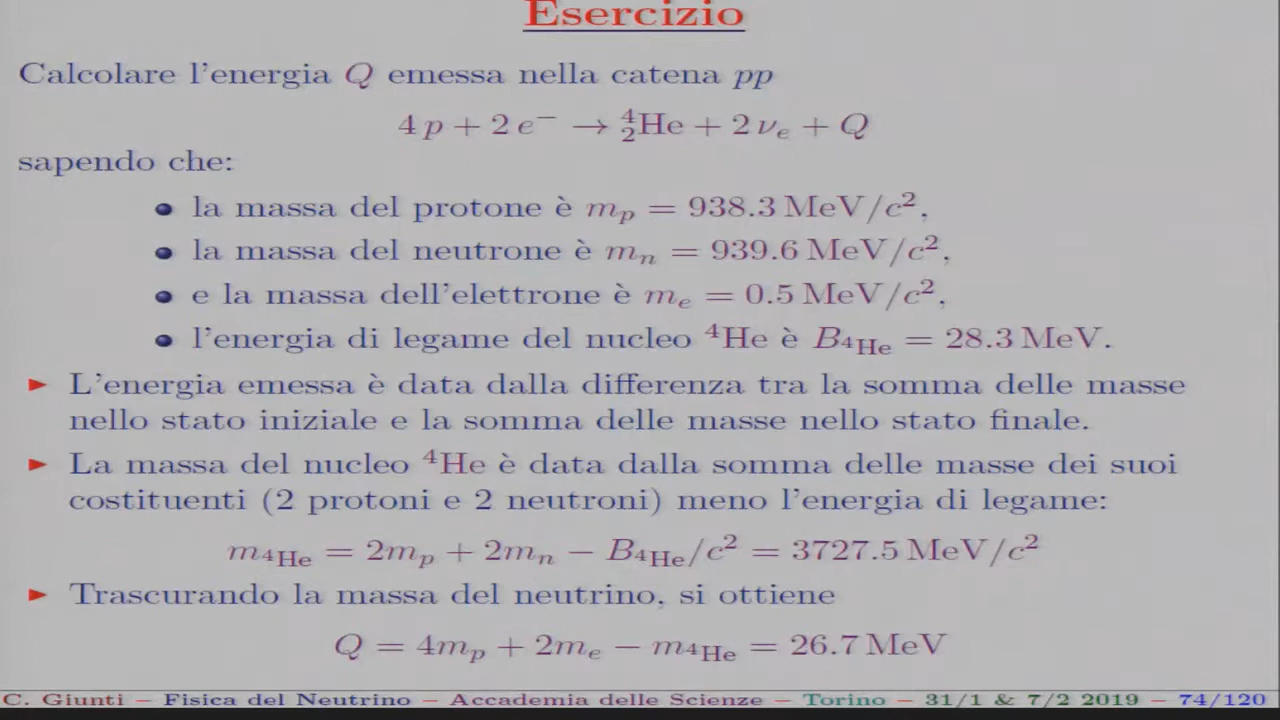 Esercizio
Calcolare l'energia Q emessa nella catena pp
4 p + 2 e⁻ → ⁴₂He + 2 νₑ + Q
sapendo che:
• la massa del protone è mₚ = 938.3 MeV/c²,
• la massa del neutrone è mₙ = 939.6 MeV/c²,
• e la massa dell'elettrone è mₑ = 0.5 MeV/c²,
• l'energia di legame del nucleo ⁴He è B₄He = 28.3 MeV.
► L'energia emessa è data dalla differenza tra la somma delle masse
nello stato iniziale e la somma delle masse nello stato finale.
► La massa del nucleo ⁴He è data dalla somma delle masse dei suoi
costituenti (2 protoni e 2 neutroni) meno l'energia di legame:
m₄He = 2mₚ + 2mₙ − B₄He/c² = 3727.5 MeV/c²
► Trascurando la massa del neutrino, si ottiene
Q = 4mₚ + 2mₑ − m₄He = 26.7 MeV
C. Giunti − Fisica del Neutrino − Accademia delle Scienze − Torino − 31/1 & 7/2 2019 − 74/120